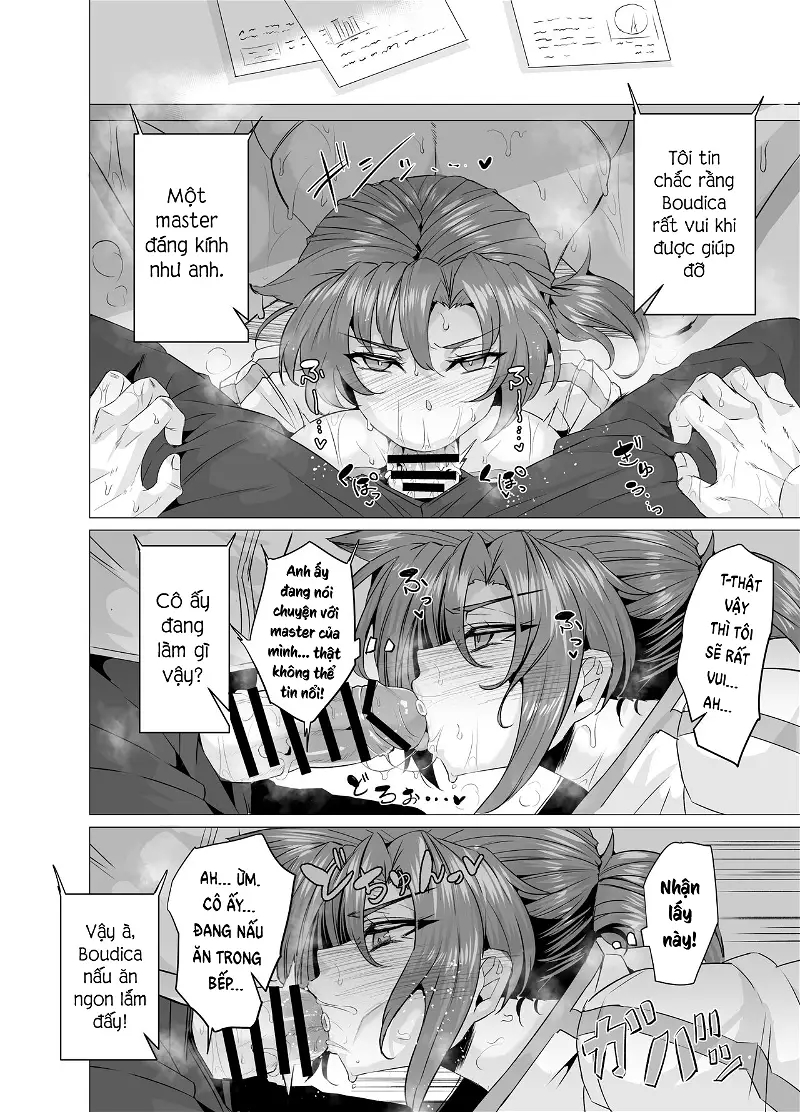 Tôi tin
chắc rằng
Boudica
rất vui khi
được giúp
đỡ
Một
master
đáng kính
như anh.
T-THẬT
VẬY
THÌ TÔI
SẼ RẤT
VUI...
AH...
Anh ấy
đang nói
chuyện với
master của
mình... thật
không thể
tin nổi!
Cô ấy
đang
làm gì
vậy?
Nhận
lấy
này!
AH... ỪM.
CÔ ẤY...
ĐANG NẤU
ĂN TRONG
BẾP...
Vậy à,
Boudica
nấu ăn
ngon lắm
đấy!